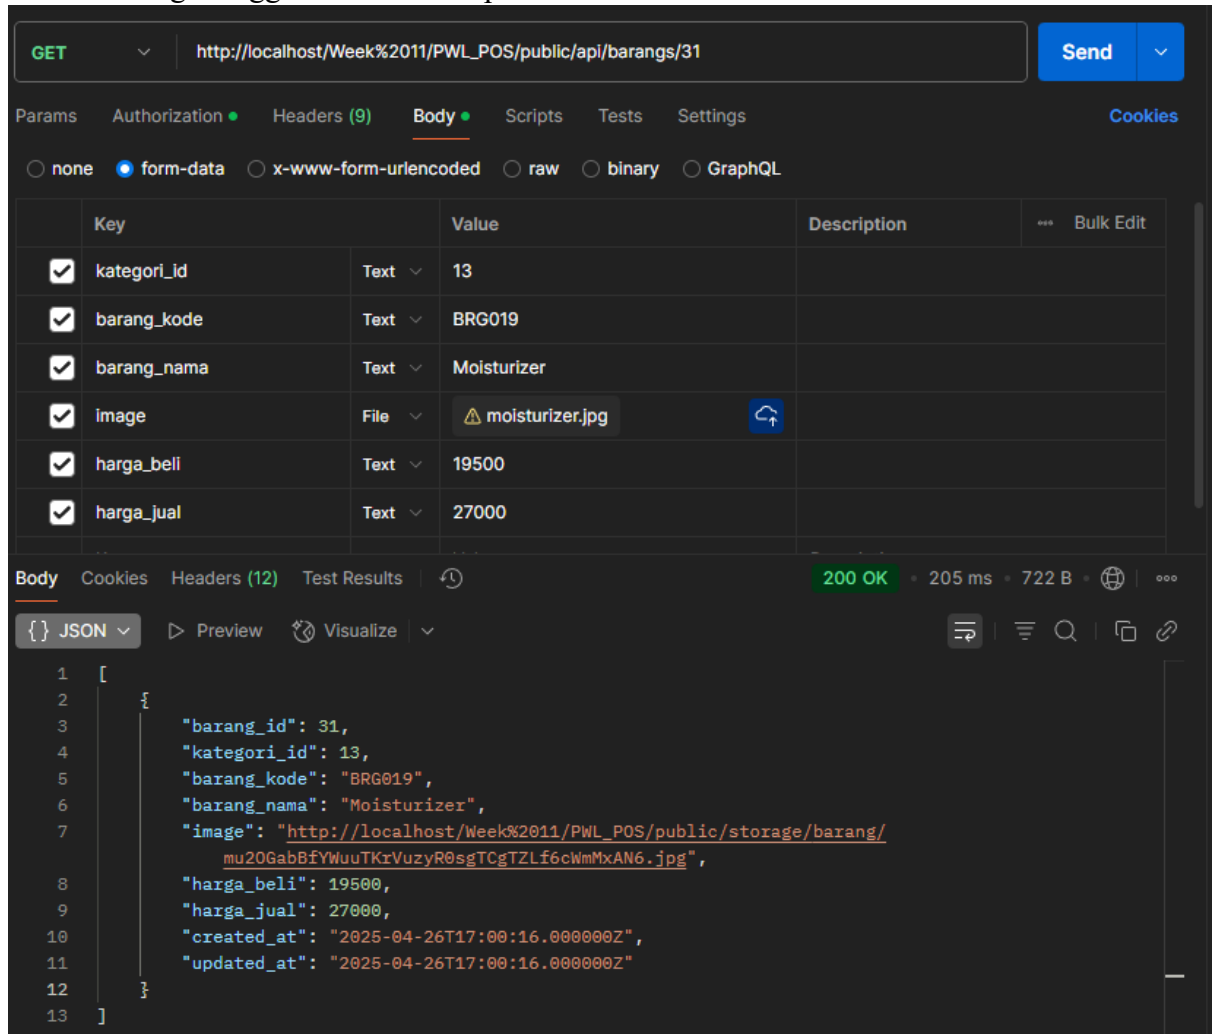 GET http://localhost/Week%2011/PWL_POS/public/api/barangs/31 Send
Params Authorization Headers (9) Body Scripts Tests Settings Cookies
none form-data x-www-form-urlencoded raw binary GraphQL
Key Value Description Bulk Edit
kategori_id Text 13
barang_kode Text BRG019
barang_nama Text Moisturizer
image File moisturizer.jpg
harga_beli Text 19500
harga_jual Text 27000
Body Cookies Headers (12) Test Results 200 OK 205 ms 722 B
{} JSON Preview Visualize
1 [
2 {
3 "barang_id": 31,
4 "kategori_id": 13,
5 "barang_kode": "BRG019",
6 "barang_nama": "Moisturizer",
7 "image": "http://localhost/Week%2011/PWL_POS/public/storage/barang/
mu2OGabBfYWuuTKrVuzyR0sgTCgTZLf6cWmMxAN6.jpg",
8 "harga_beli": 19500,
9 "harga_jual": 27000,
10 "created_at": "2025-04-26T17:00:16.000000Z",
11 "updated_at": "2025-04-26T17:00:16.000000Z"
12 }
13 ]